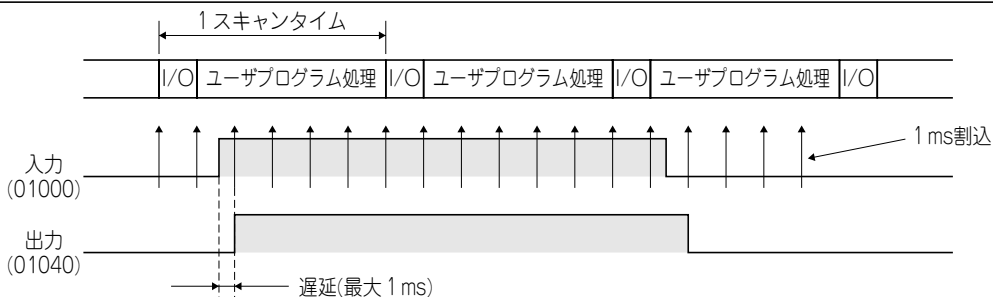 1スキャンタイム
I/O ユーザプログラム処理 I/O ユーザプログラム処理 I/O ユーザプログラム処理 I/O
1ms割込
入力
(01000)
出力
(01040)
遅延(最大1ms)